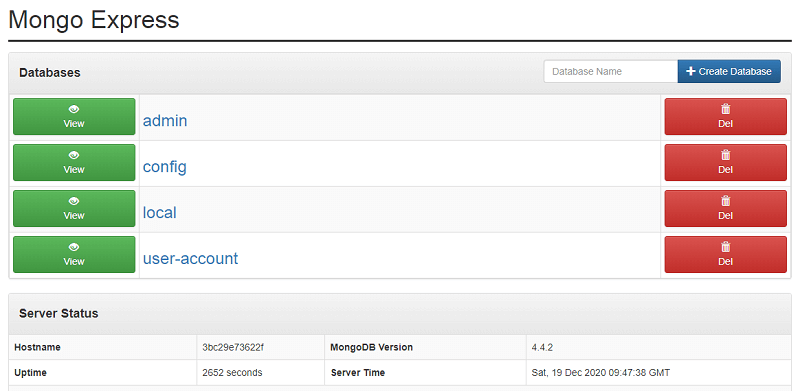 Mongo Express
Databases
Database Name
Create Database
View
admin
Del
View
config
Del
View
local
Del
View
user-account
Del
Server Status
Hostname 3bc29e73622f MongoDB Version 4.4.2
Uptime 2652 seconds Server Time Sat, 19 Dec 2020 09:47:38 GMT